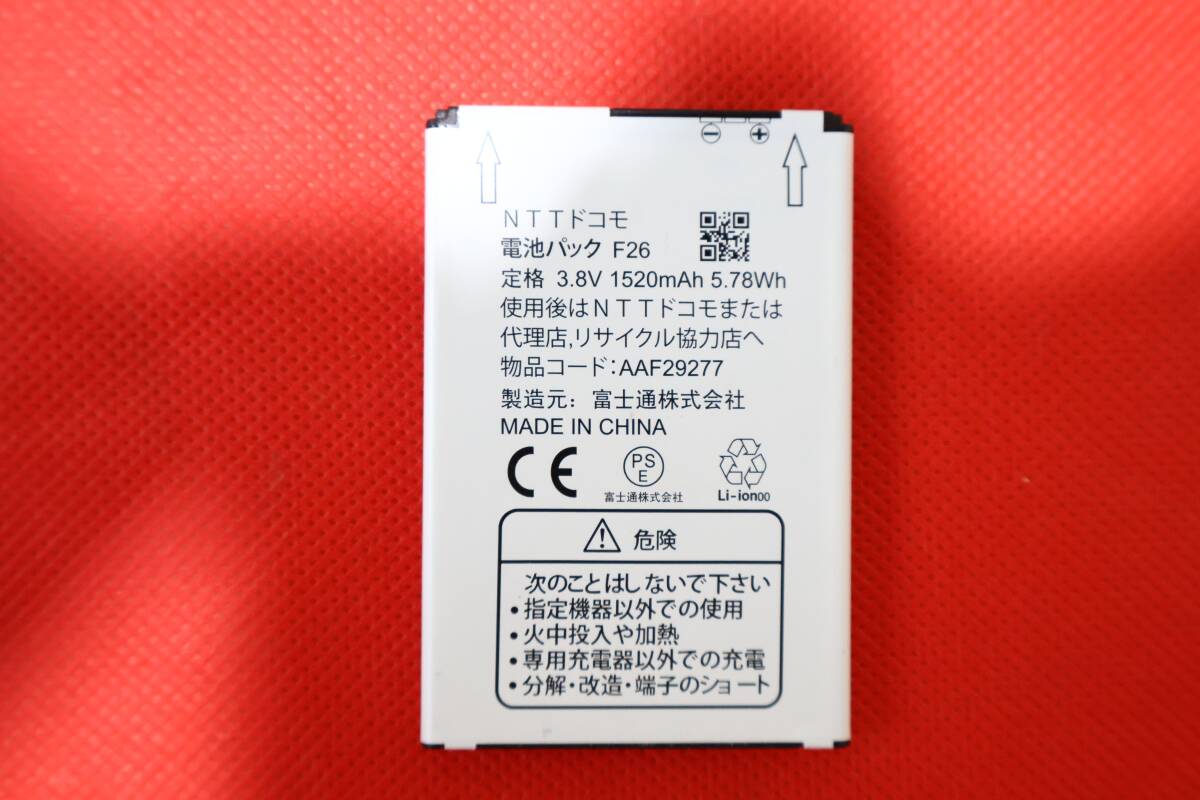 ＮＴＴドコモ
電池パック F26
定格 3.8V 1520mAh 5.78Wh
使用後はＮＴＴドコモまたは
代理店,リサイクル協力店へ
物品コード：AAF29277
製造元： 富士通株式会社
MADE IN CHINA
CE
PS
E
富士通株式会社
Li-ion00
危険
次のことはしないで下さい
・指定機器以外での使用
・火中投入や加熱
・専用充電器以外での充電
・分解・改造・端子のショート